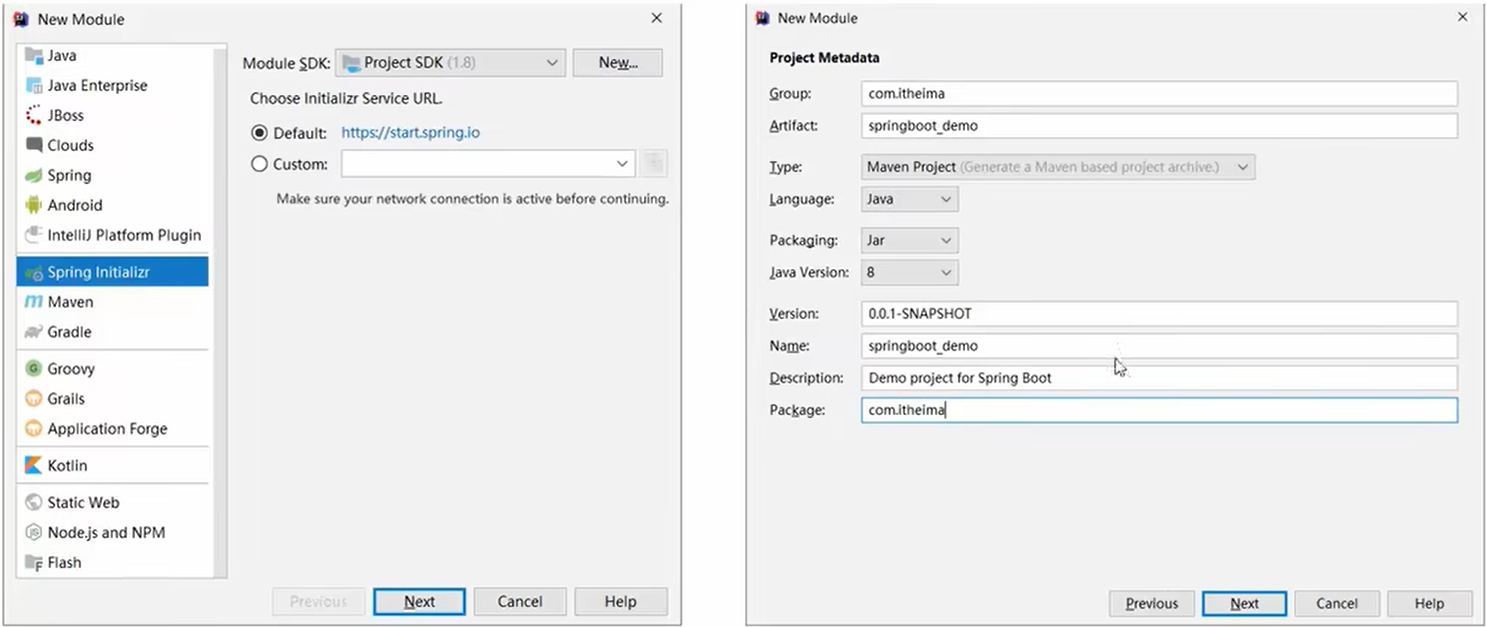 New Module
Java
Java Enterprise
JBoss
Clouds
Spring
Android
IntelliJ Platform Plugin
Spring Initializr
Maven
Gradle
Groovy
Grails
Application Forge
Kotlin
Static Web
Node.js and NPM
Flash
Module SDK: Project SDK (1.8) New...
Choose Initializr Service URL.
Default: https://start.spring.io
Custom:
Make sure your network connection is active before continuing.
Previous Next Cancel Help
New Module
Project Metadata
Group: com.itheima
Artifact: springboot_demo
Type: Maven Project (Generate a Maven based project archive.)
Language: Java
Packaging: Jar
Java Version: 8
Version: 0.0.1-SNAPSHOT
Name: springboot_demo
Description: Demo project for Spring Boot
Package: com.itheima
Previous Next Cancel Help